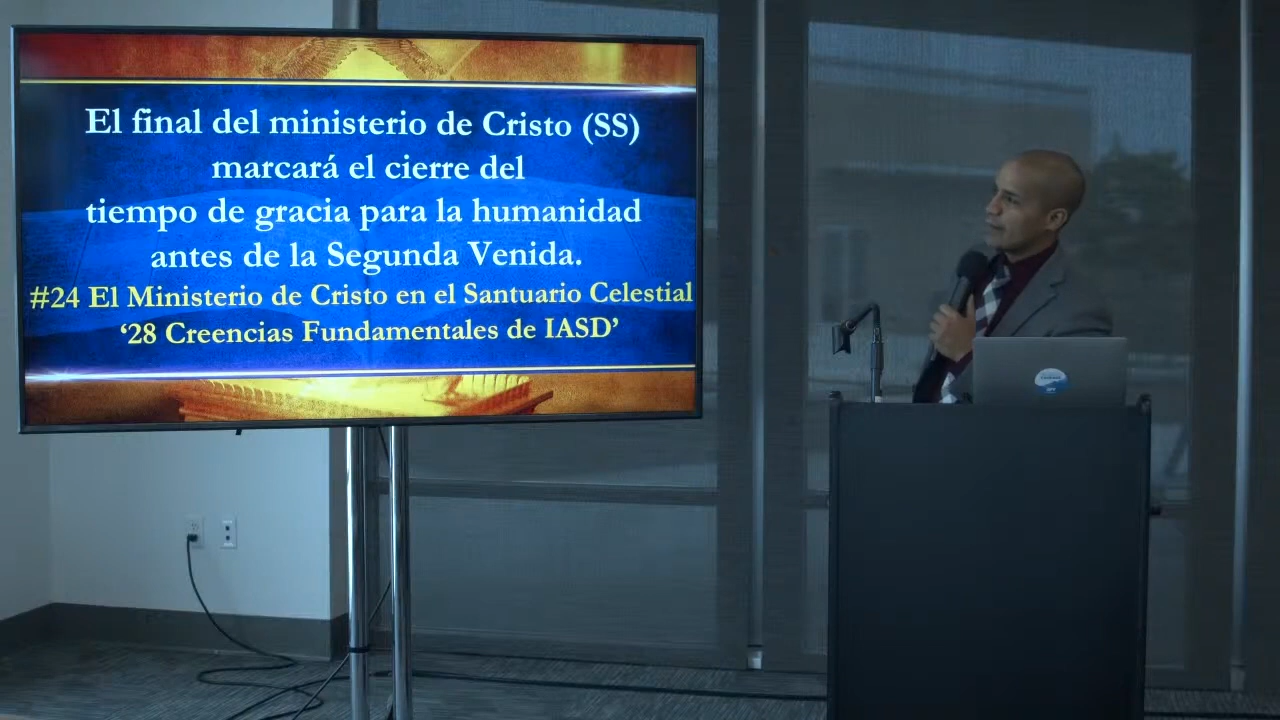 El final del ministerio de Cristo (SS)
marcará el cierre del
tiempo de gracia para la humanidad
antes de la Segunda Venida.
#24 El Ministerio de Cristo en el Santuario Celestial
‘28 Creencias Fundamentales de IASD’